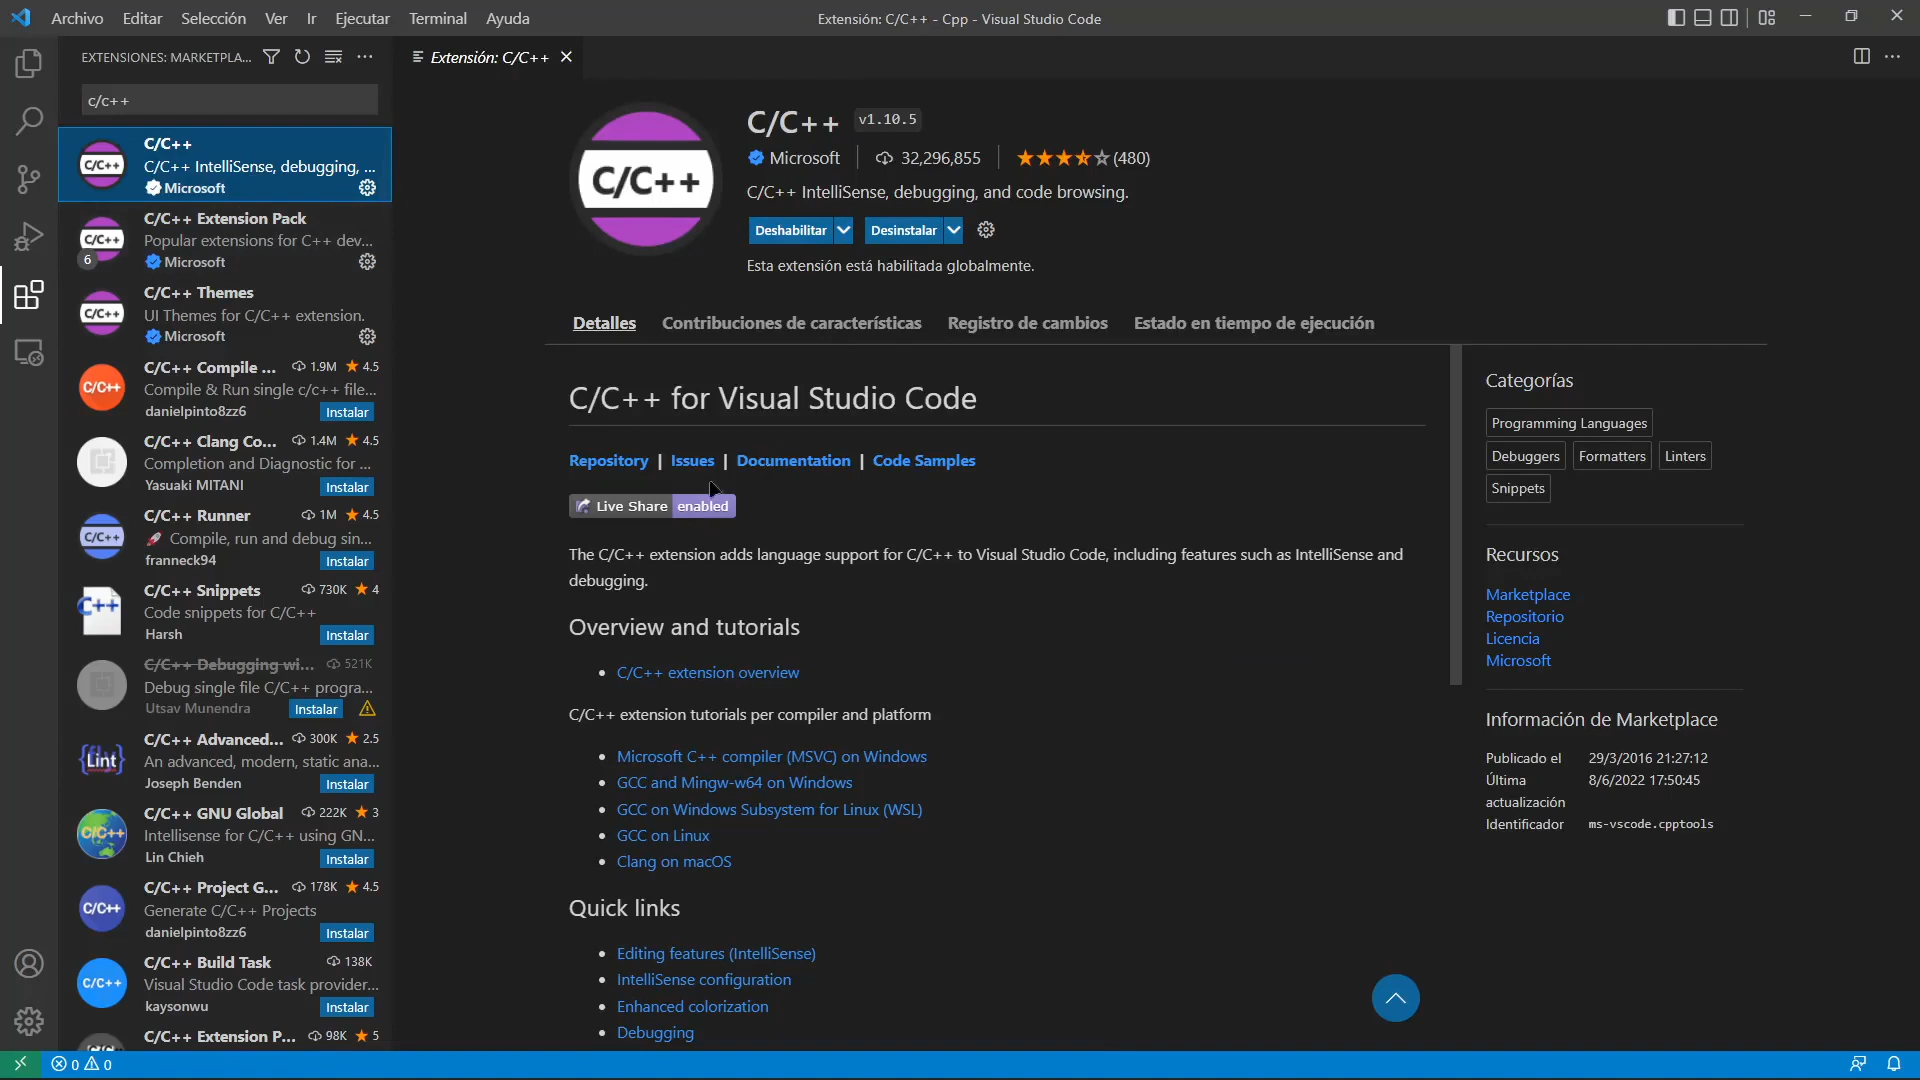 Archivo Editar Selección Ver Ir Ejecutar Terminal Ayuda
Extensión: C/C++ - Cpp - Visual Studio Code
EXTENSIONES: MARKETPLA...
c/c++
C/C++
C/C++ IntelliSense, debugging, ...
Microsoft
C/C++ Extension Pack
Popular extensions for C++ dev...
6
Microsoft
C/C++ Themes
UI Themes for C/C++ extension.
Microsoft
C/C++ Compile ... 1.9M 4.5
Compile & Run single c/c++ file...
danielpinto8zz6 Instalar
C/C++ Clang Co... 1.4M 4.5
Completion and Diagnostic for ...
Yasuaki MITANI Instalar
C/C++ Runner 1M 4.5
🚀 Compile, run and debug sin...
franneck94 Instalar
C/C++ Snippets 730K 4
Code snippets for C/C++
Harsh Instalar
C/C++ Debugging wi... 521K
Debug single file C/C++ progra...
Utsav Munendra Instalar
C/C++ Advanced... 300K 2.5
An advanced, modern, static ana...
Joseph Benden Instalar
C/C++ GNU Global 222K 3
Intellisense for C/C++ using GN...
Lin Chieh Instalar
C/C++ Project G... 178K 4.5
Generate C/C++ Projects
danielpinto8zz6 Instalar
C/C++ Build Task 138K
Visual Studio Code task provider...
kaysonwu Instalar
C/C++ Extension P... 98K 5
C/C++
C/C++
C/C++
C/C++
C/C++
C++
{flexe}
Lint
C/C++
C/C++
C/C++
Extensión: C/C++
C/C++
C/C++ v1.10.5
Microsoft 32,296,855 (480)
C/C++ IntelliSense, debugging, and code browsing.
Deshabilitar Desinstalar
Esta extensión está habilitada globalmente.
Detalles Contribuciones de características Registro de cambios Estado en tiempo de ejecución
C/C++ for Visual Studio Code
Repository | Issues | Documentation | Code Samples
Live Share enabled
The C/C++ extension adds language support for C/C++ to Visual Studio Code, including features such as IntelliSense and
debugging.
Overview and tutorials
• C/C++ extension overview
C/C++ extension tutorials per compiler and platform
• Microsoft C++ compiler (MSVC) on Windows
• GCC and Mingw-w64 on Windows
• GCC on Windows Subsystem for Linux (WSL)
• GCC on Linux
• Clang on macOS
Quick links
• Editing features (IntelliSense)
• IntelliSense configuration
• Enhanced colorization
• Debugging
Categorías
Programming Languages
Debuggers Formatters Linters
Snippets
Recursos
Marketplace
Repositorio
Licencia
Microsoft
Información de Marketplace
Publicado el 29/3/2016 21:27:12
Última 8/6/2022 17:50:45
actualización
Identificador ms-vscode.cpptools
0 0